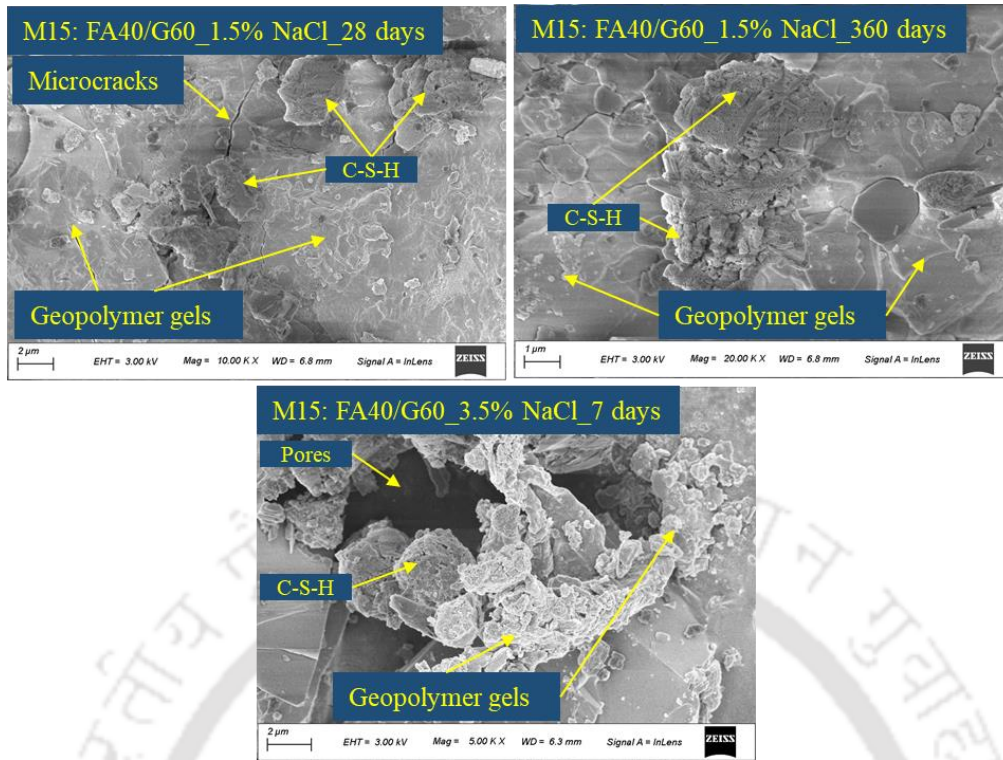 M15: FA40/G60_1.5% NaCl_28 days
Microcracks
C-S-H
Geopolymer gels
2 µm
EHT = 3.00 kV Mag = 10.00 K X WD = 6.8 mm Signal A = InLens ZEISS
M15: FA40/G60_1.5% NaCl_360 days
C-S-H
Geopolymer gels
1 µm
EHT = 3.00 kV Mag = 20.00 K X WD = 6.8 mm Signal A = InLens ZEISS
M15: FA40/G60_3.5% NaCl_7 days
Pores
C-S-H
Geopolymer gels
2 µm
EHT = 3.00 kV Mag = 5.00 K X WD = 6.3 mm Signal A = InLens ZEISS